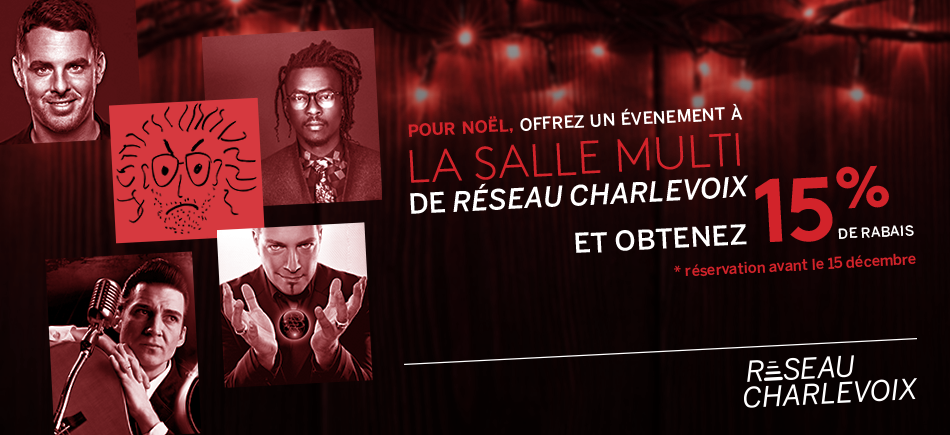 POUR NOËL, OFFREZ UN ÉVENEMENT À
LA SALLE MULTI
DE RÉSEAU CHARLEVOIX
ET OBTENEZ 15% DE RABAIS
* réservation avant le 15 décembre
RESEAU
CHARLEVOIX